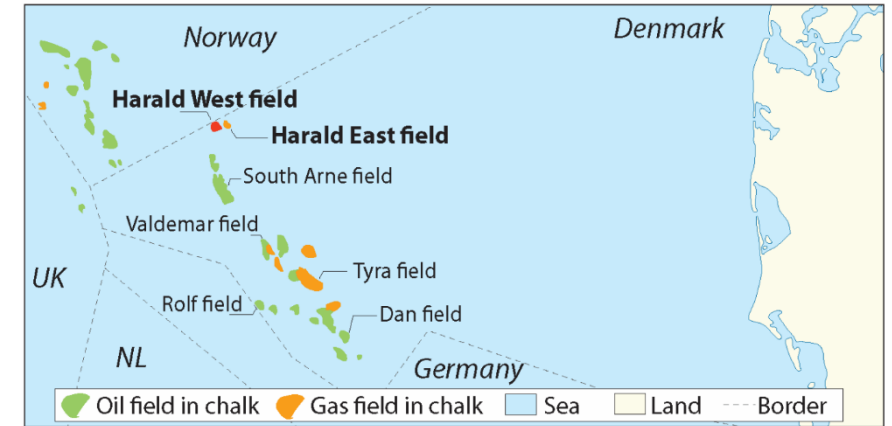 Norway
Denmark
Harald West field
Harald East field
South Arne field
Valdemar field
UK
Tyra field
Rolf field
Dan field
NL
Germany
Oil field in chalk
Gas field in chalk
Sea
Land
Border